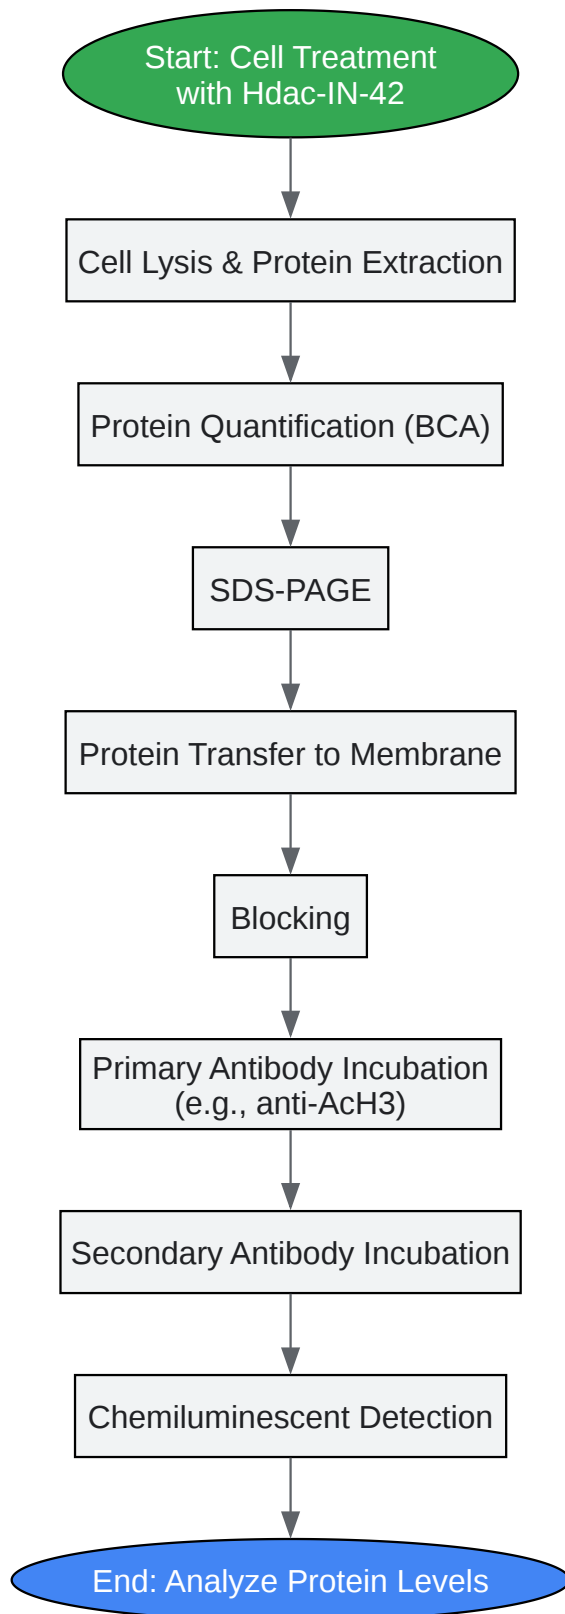 Start: Cell Treatment
with Hdac-IN-42
Cell Lysis & Protein Extraction
Protein Quantification (BCA)
SDS-PAGE
Protein Transfer to Membrane
Blocking
Primary Antibody Incubation
(e.g., anti-AcH3)
Secondary Antibody Incubation
Chemiluminescent Detection
End: Analyze Protein Levels